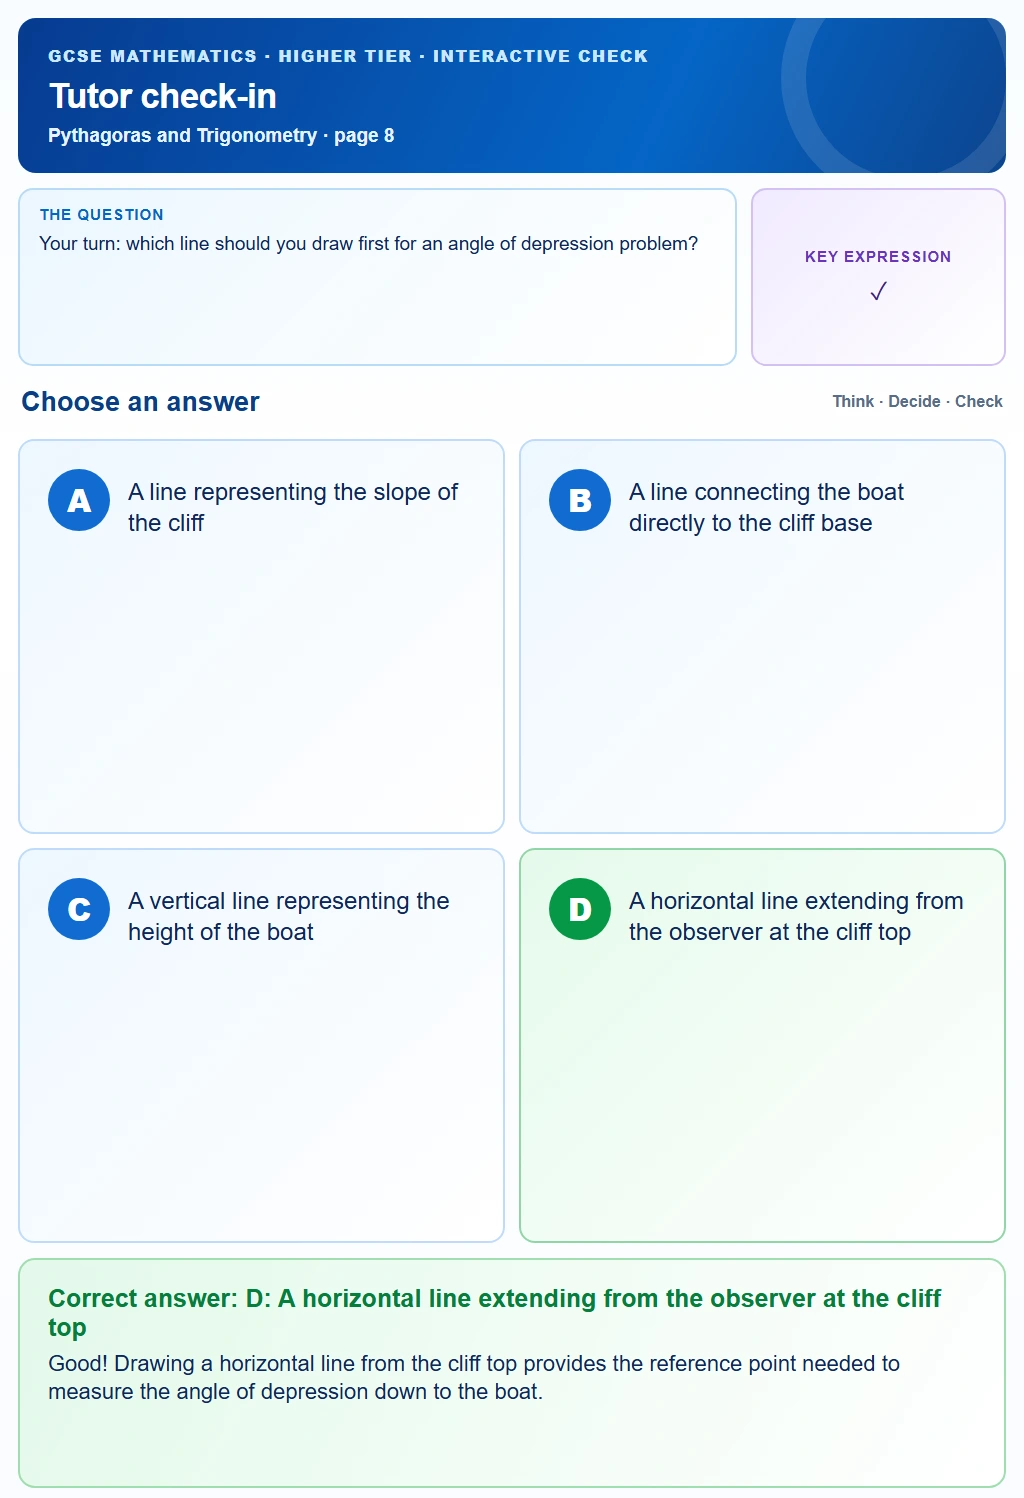 GCSE MATHEMATICS · HIGHER TIER · INTERACTIVE CHECK
Tutor check-in
Pythagoras and Trigonometry · page 8
THE QUESTION
Your turn: which line should you draw first for an angle of depression problem?
KEY EXPRESSION
✓
Choose an answer
Think · Decide · Check
A
A line representing the slope of
the cliff
B
A line connecting the boat
directly to the cliff base
C
A vertical line representing the
height of the boat
D
A horizontal line extending from
the observer at the cliff top
Correct answer: D: A horizontal line extending from the observer at the cliff
top
Good! Drawing a horizontal line from the cliff top provides the reference point needed to
measure the angle of depression down to the boat.